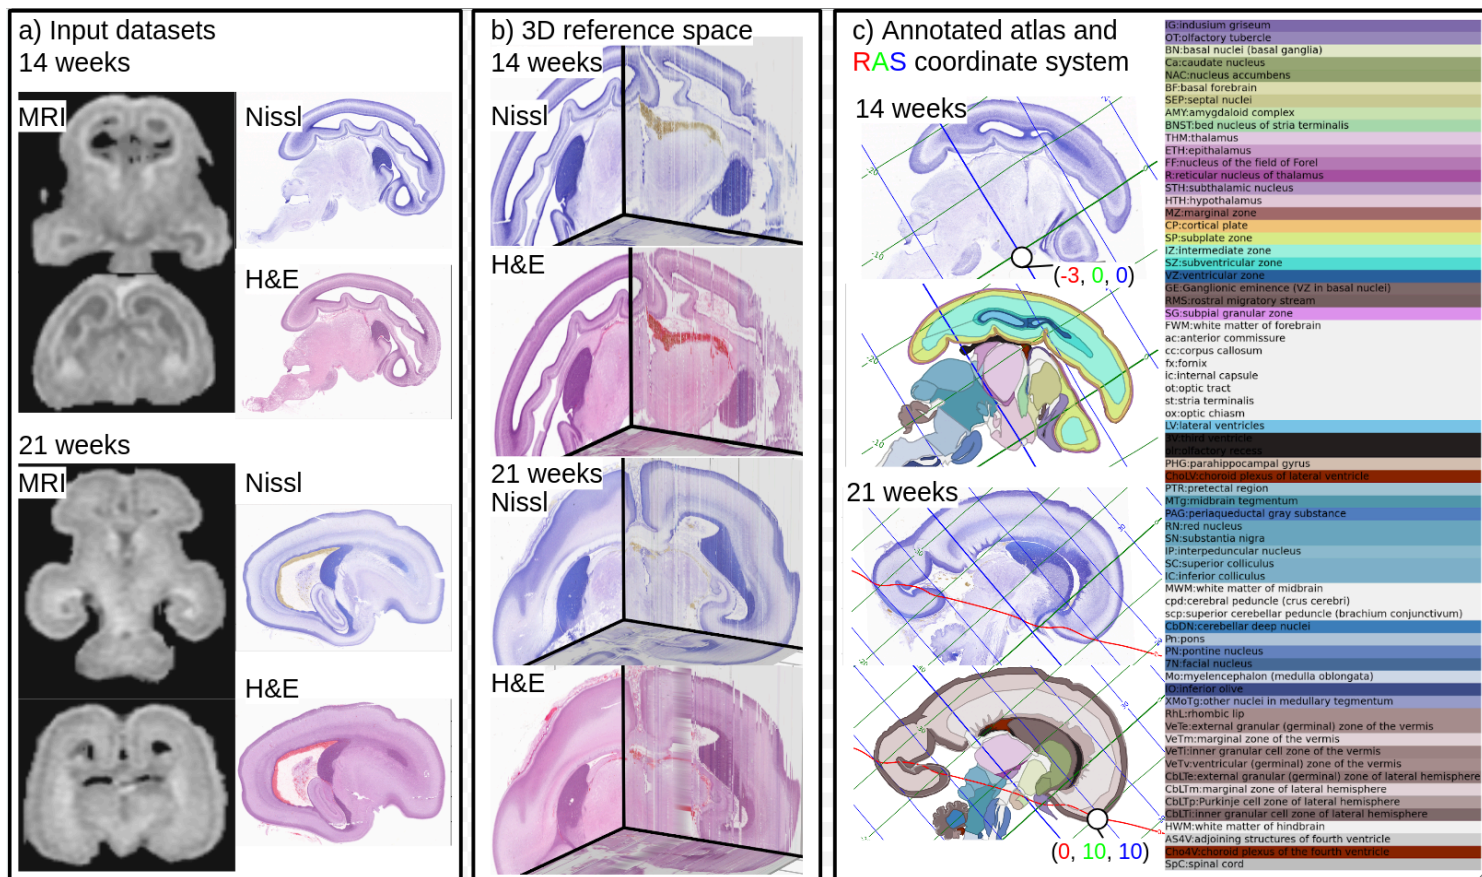 a) Input datasets
14 weeks
MRI
Nissl
H&E
21 weeks
MRI
Nissl
H&E
b) 3D reference space
14 weeks
Nissl
H&E
21 weeks
Nissl
H&E
c) Annotated atlas and
RAS coordinate system
14 weeks
-20
-10
(-3, 0, 0)
-20
-10
21 weeks
(0, 10, 10)
IG:indusium griseum
OT:olfactory tubercle
BN:basal nuclei (basal ganglia)
Ca:caudate nucleus
NAC:nucleus accumbens
BF:basal forebrain
SEP:septal nuclei
AMY:amygdaloid complex
BNST:bed nucleus of stria terminalis
THM:thalamus
ETH:epithalamus
FF:nucleus of the field of Forel
R:reticular nucleus of thalamus
STH:subthalamic nucleus
HTH:hypothalamus
MZ:marginal zone
CP:cortical plate
SP:subplate zone
IZ:intermediate zone
SZ:subventricular zone
VZ:ventricular zone
GE:Ganglionic eminence (VZ in basal nuclei)
RMS:rostral migratory stream
SG:subpial granular zone
FWM:white matter of forebrain
ac:anterior commissure
cc:corpus callosum
fx:fornix
ic:internal capsule
ot:optic tract
st:stria terminalis
ox:optic chiasm
LV:lateral ventricles
3V:third ventricle
olr:olfactory recess
PHG:parahippocampal gyrus
ChoLV:choroid plexus of lateral ventricle
PTR:pretectal region
MTg:midbrain tegmentum
PAG:periaqueductal gray substance
RN:red nucleus
SN:substantia nigra
IP:interpeduncular nucleus
SC:superior colliculus
IC:inferior colliculus
MWM:white matter of midbrain
cpd:cerebral peduncle (crus cerebri)
scp:superior cerebellar peduncle (brachium conjunctivum)
CbDN:cerebellar deep nuclei
Pn:pons
PN:pontine nucleus
7N:facial nucleus
Mo:myelencephalon (medulla oblongata)
IO:inferior olive
XMoTg:other nuclei in medullary tegmentum
RhL:rhombic lip
VeTe:external granular (germinal) zone of the vermis
VeTm:marginal zone of the vermis
VeTi:inner granular cell zone of the vermis
VeTv:ventricular (germinal) zone of the vermis
CbLTe:external granular (germinal) zone of lateral hemisphere
CbLTm:marginal zone of lateral hemisphere
CbLTp:Purkinje cell zone of lateral hemisphere
CbLTi:inner granular cell zone of lateral hemisphere
HWM:white matter of hindbrain
AS4V:adjoining structures of fourth ventricle
Cho4V:choroid plexus of the fourth ventricle
SpC:spinal cord